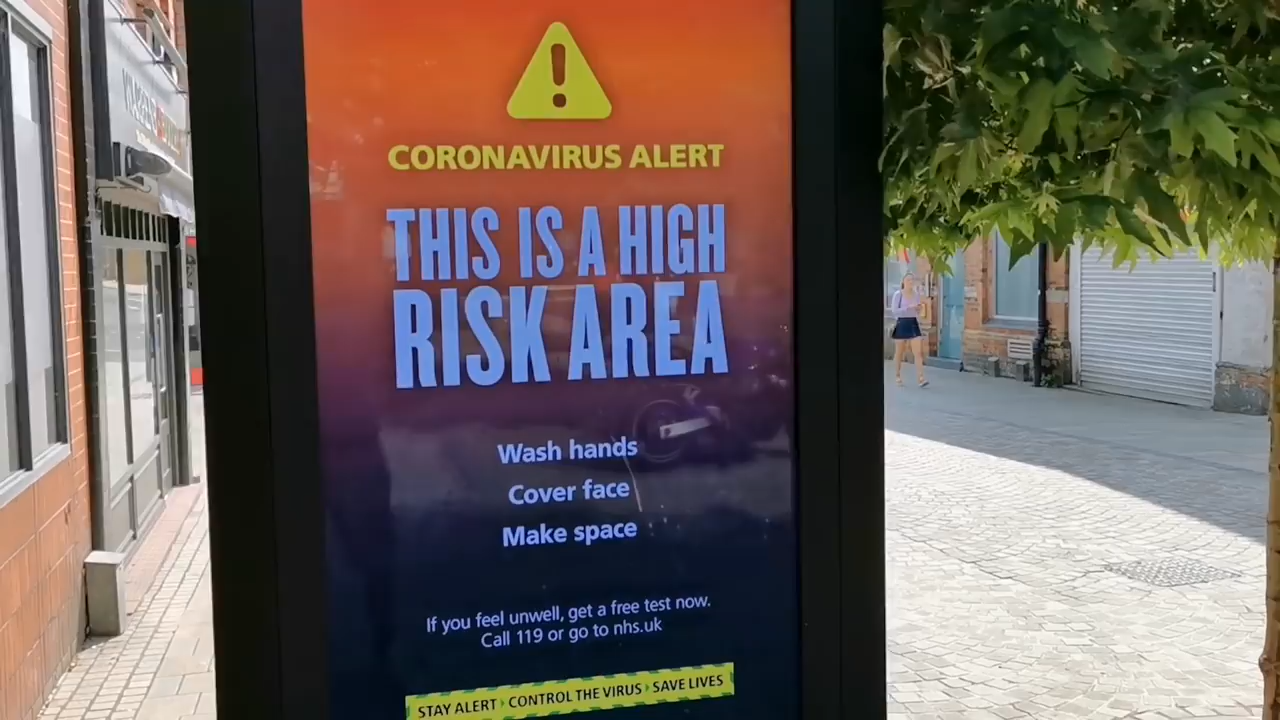 CORONAVIRUS ALERT
THIS IS A HIGH
RISK AREA
Wash hands
Cover face
Make space
If you feel unwell, get a free test now.
Call 119 or go to nhs.uk
STAY ALERT › CONTROL THE VIRUS › SAVE LIVES